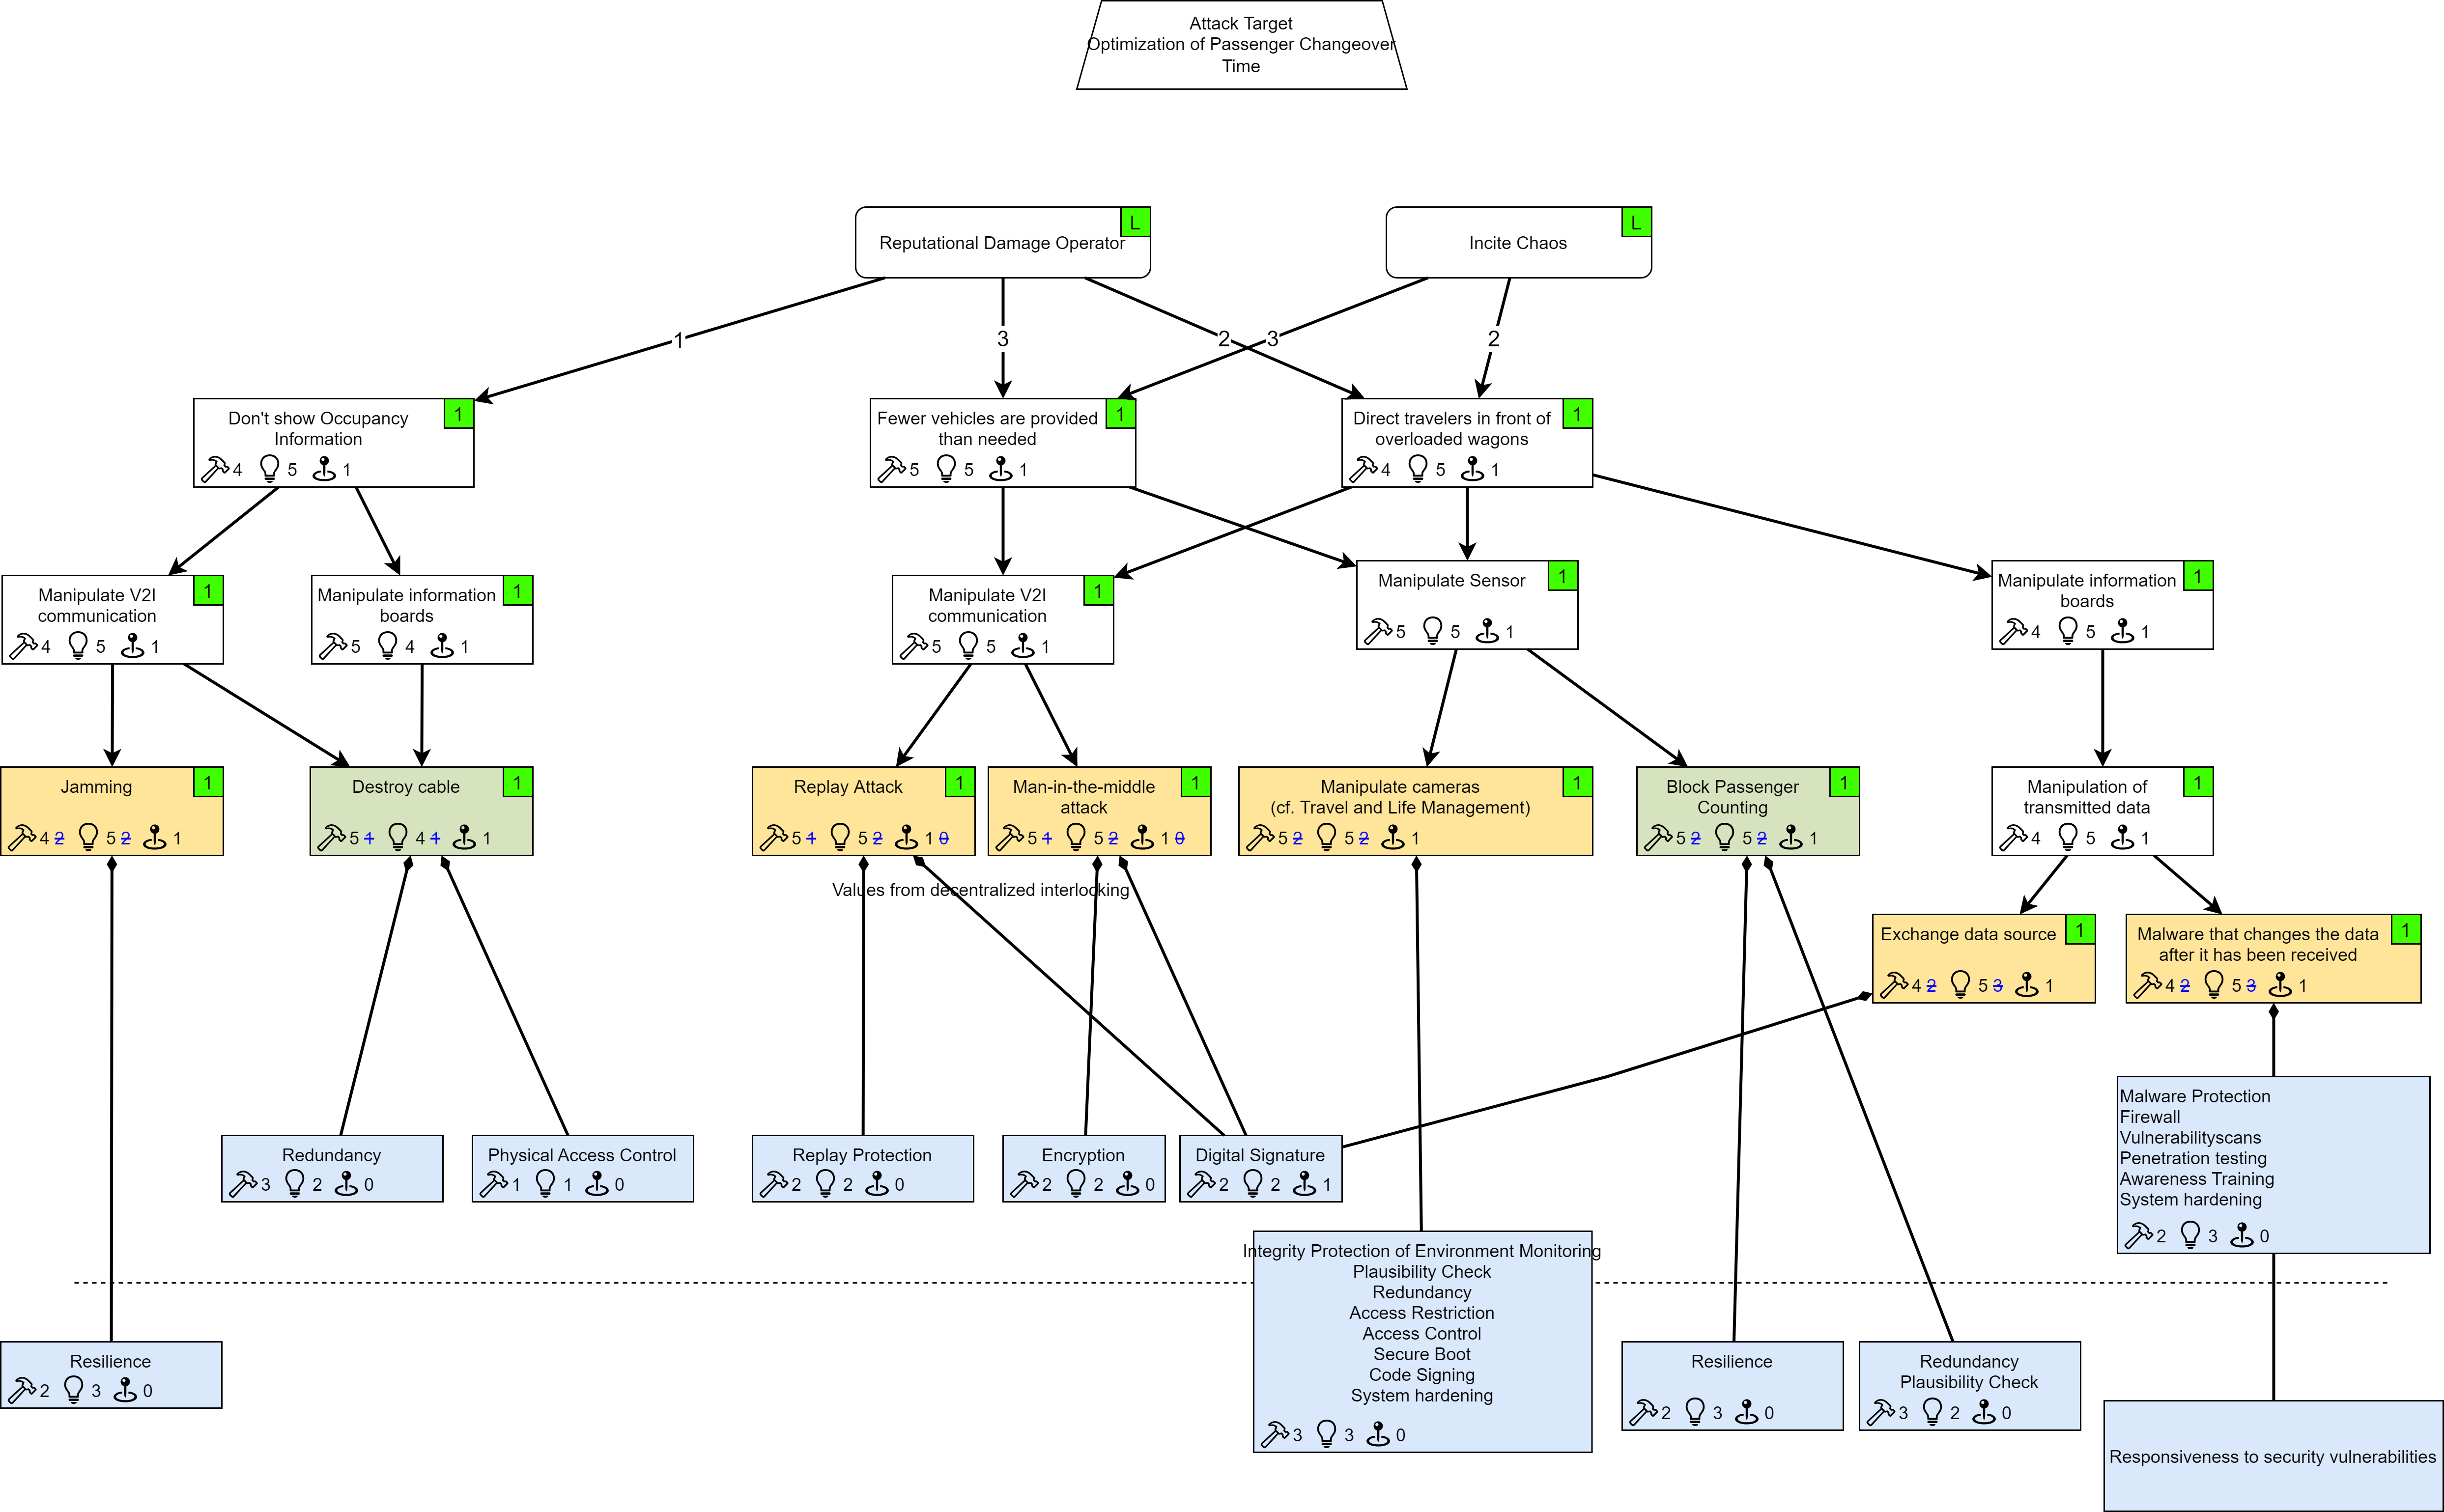 Attack Target
Optimization of Passenger Changeover
Time
Reputational Damage Operator
L
Incite Chaos
L
1
3
2
3
2
Don't show Occupancy
Information
1
4 5 1
Fewer vehicles are provided
than needed
1
5 5 1
Direct travelers in front of
overloaded wagons
1
4 5 1
Manipulate V2I
communication
1
4 5 1
Manipulate information
boards
1
5 4 1
Manipulate V2I
communication
1
5 5 1
Manipulate Sensor
1
5 5 1
Manipulate information
boards
1
4 5 1
Jamming
1
4 2 5 2 1
Destroy cable
1
5 1 4 1 1
Replay Attack
1
5 1 5 2 1 0
Man-in-the-middle
attack
1
5 1 5 2 1 0
Manipulate cameras
(cf. Travel and Life Management)
1
5 2 5 2 1
Block Passenger
Counting
1
5 2 5 2 1
Manipulation of
transmitted data
1
4 5 1
Values from decentralized interlocking
Exchange data source
1
4 2 5 3 1
Malware that changes the data
after it has been received
1
4 2 5 3 1
Redundancy
3 2 0
Physical Access Control
1 1 0
Replay Protection
2 2 0
Encryption
2 2 0
Digital Signature
2 2 1
Malware Protection
Firewall
Vulnerabilityscans
Penetration testing
Awareness Training
System hardening
2 3 0
Integrity Protection of Environment Monitoring
Plausibility Check
Redundancy
Access Restriction
Access Control
Secure Boot
Code Signing
System hardening
3 3 0
Resilience
2 3 0
Resilience
2 3 0
Redundancy
Plausibility Check
3 2 0
Responsiveness to security vulnerabilities